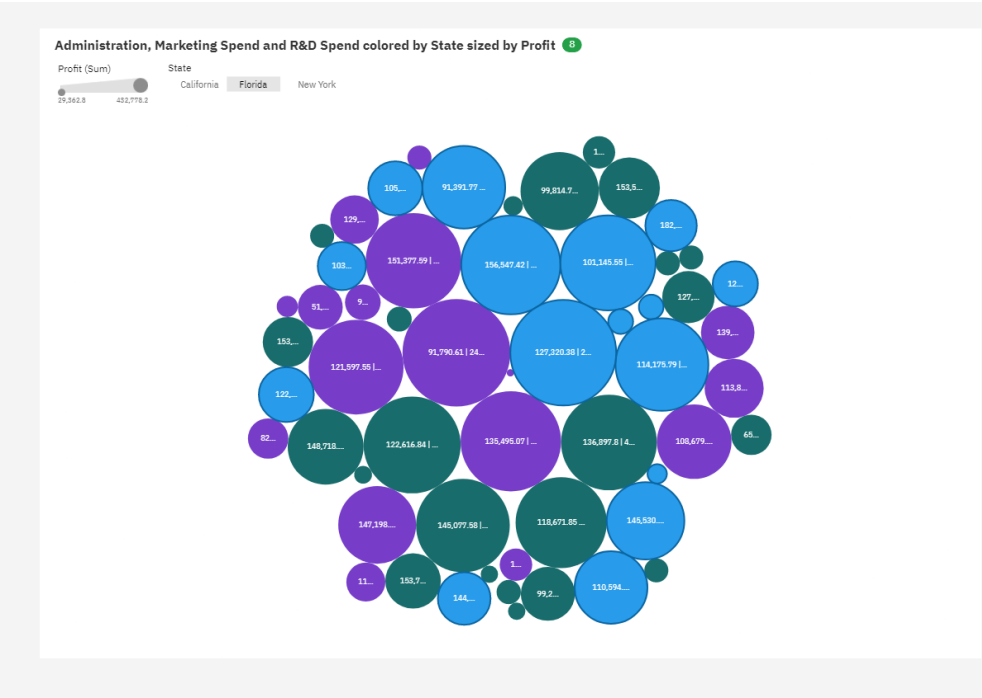 Administration, Marketing Spend and R&D Spend colored by State sized by Profit 8
Profit (Sum)
29,362.8 432,778.2
State
California Florida New York
1...
105,...
91,391.77 ...
99,814.7...
153,5...
129,...
182,...
103...
151,377.59 | ...
156,547.42 | ...
101,145.55 | ...
12...
127,...
51,...
9...
139,...
153,...
121,597.55 | ...
91,790.61 | 24...
127,320.38 | 2...
114,175.79 | ...
122,...
113,8...
82...
148,718....
122,616.84 | ...
135,495.07 | ...
136,897.8 | 4...
108,679....
65...
147,198....
145,077.58 | ...
118,671.85 ...
145,530....
11...
153,7...
1...
144,...
99,2...
110,594....